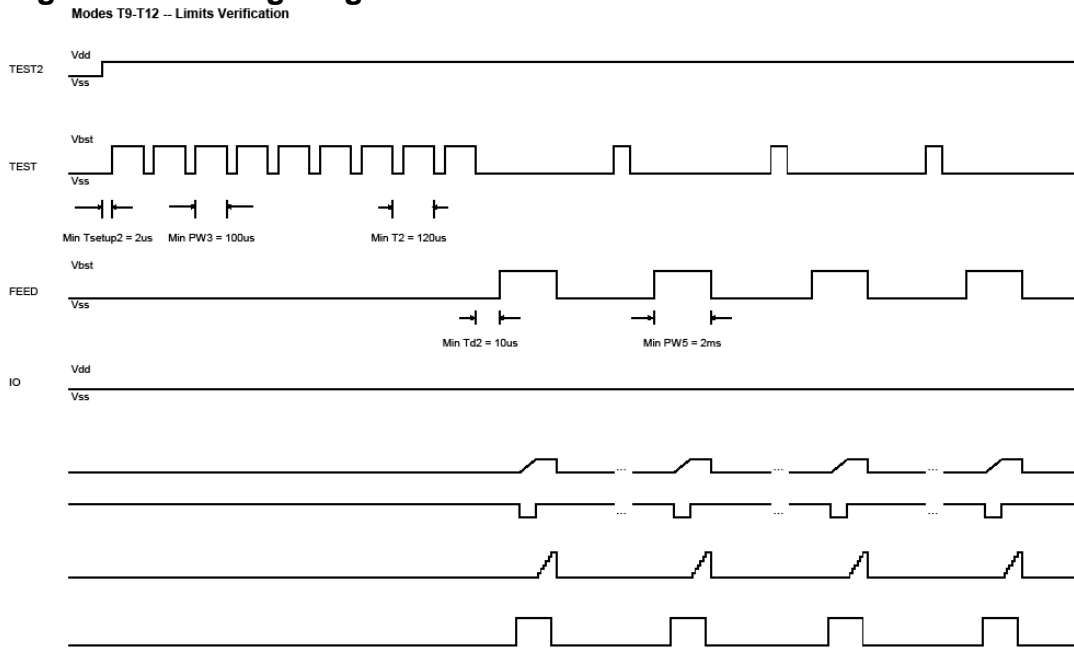 Modes T9-T12 -- Limits Verification
Vdd
TEST2
Vss
Vbst
TEST
Vss
Min Tsetup2 = 2us Min PW3 = 100us Min T2 = 120us
Vbst
FEED
Vss
Min Td2 = 10us Min PW5 = 2ms
Vdd
IO
Vss
... ... ...
... ... ...